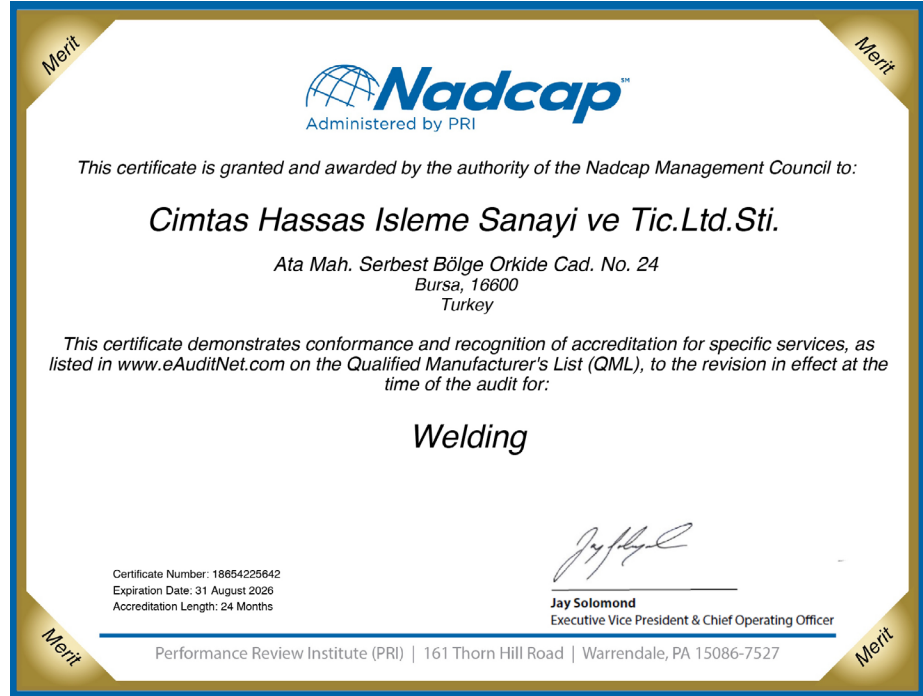 Merit
Merit
Nadcap℠
Administered by PRI
This certificate is granted and awarded by the authority of the Nadcap Management Council to:
Cimtas Hassas Isleme Sanayi ve Tic.Ltd.Sti.
Ata Mah. Serbest Bölge Orkide Cad. No. 24
Bursa, 16600
Turkey
This certificate demonstrates conformance and recognition of accreditation for specific services, as
listed in www.eAuditNet.com on the Qualified Manufacturer's List (QML), to the revision in effect at the
time of the audit for:
Welding
Certificate Number: 18654225642
Expiration Date: 31 August 2026
Accreditation Length: 24 Months
Jay Solomond
Executive Vice President & Chief Operating Officer
Merit
Merit
Performance Review Institute (PRI) | 161 Thorn Hill Road | Warrendale, PA 15086-7527